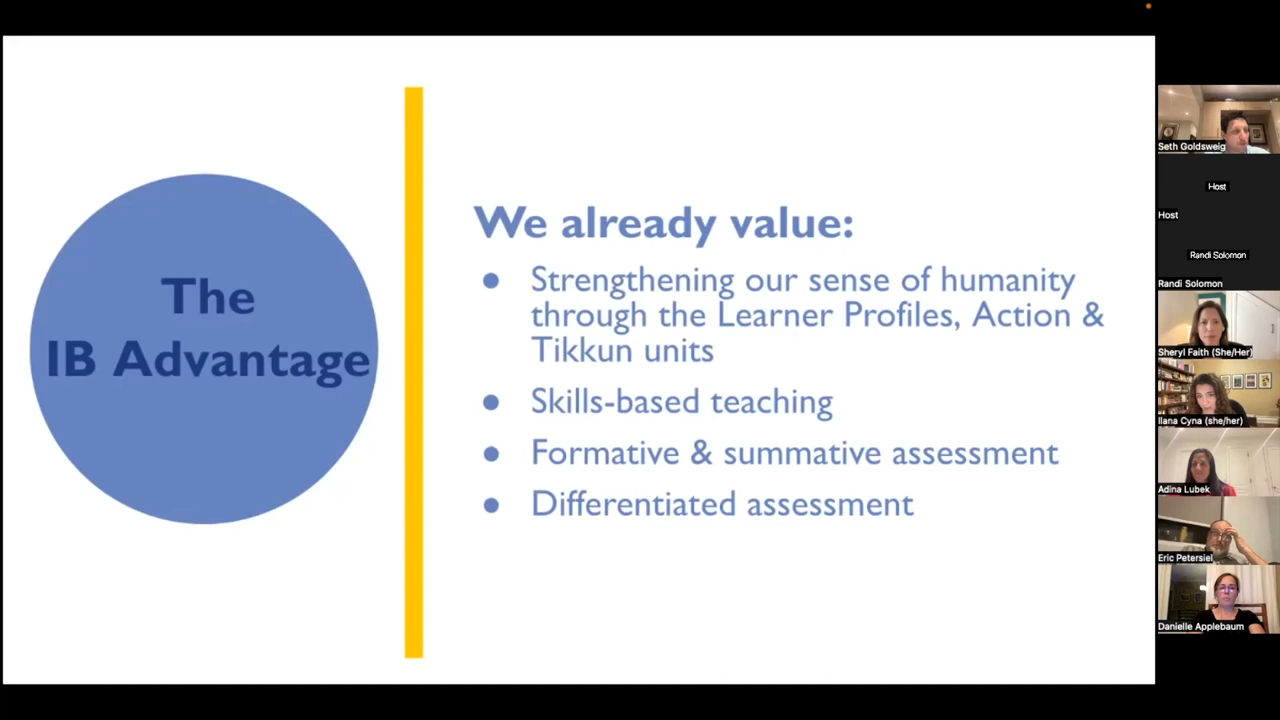 The
IB Advantage
We already value:
● Strengthening our sense of humanity
through the Learner Profiles, Action &
Tikkun units
● Skills-based teaching
● Formative & summative assessment
● Differentiated assessment
Seth Goldsweig
Host
Host
Randi Solomon
Randi Solomon
Sheryl Faith (She/Her)
Ilana Cyna (she/her)
Adina Lubek
Eric Petersiel
Danielle Applebaum